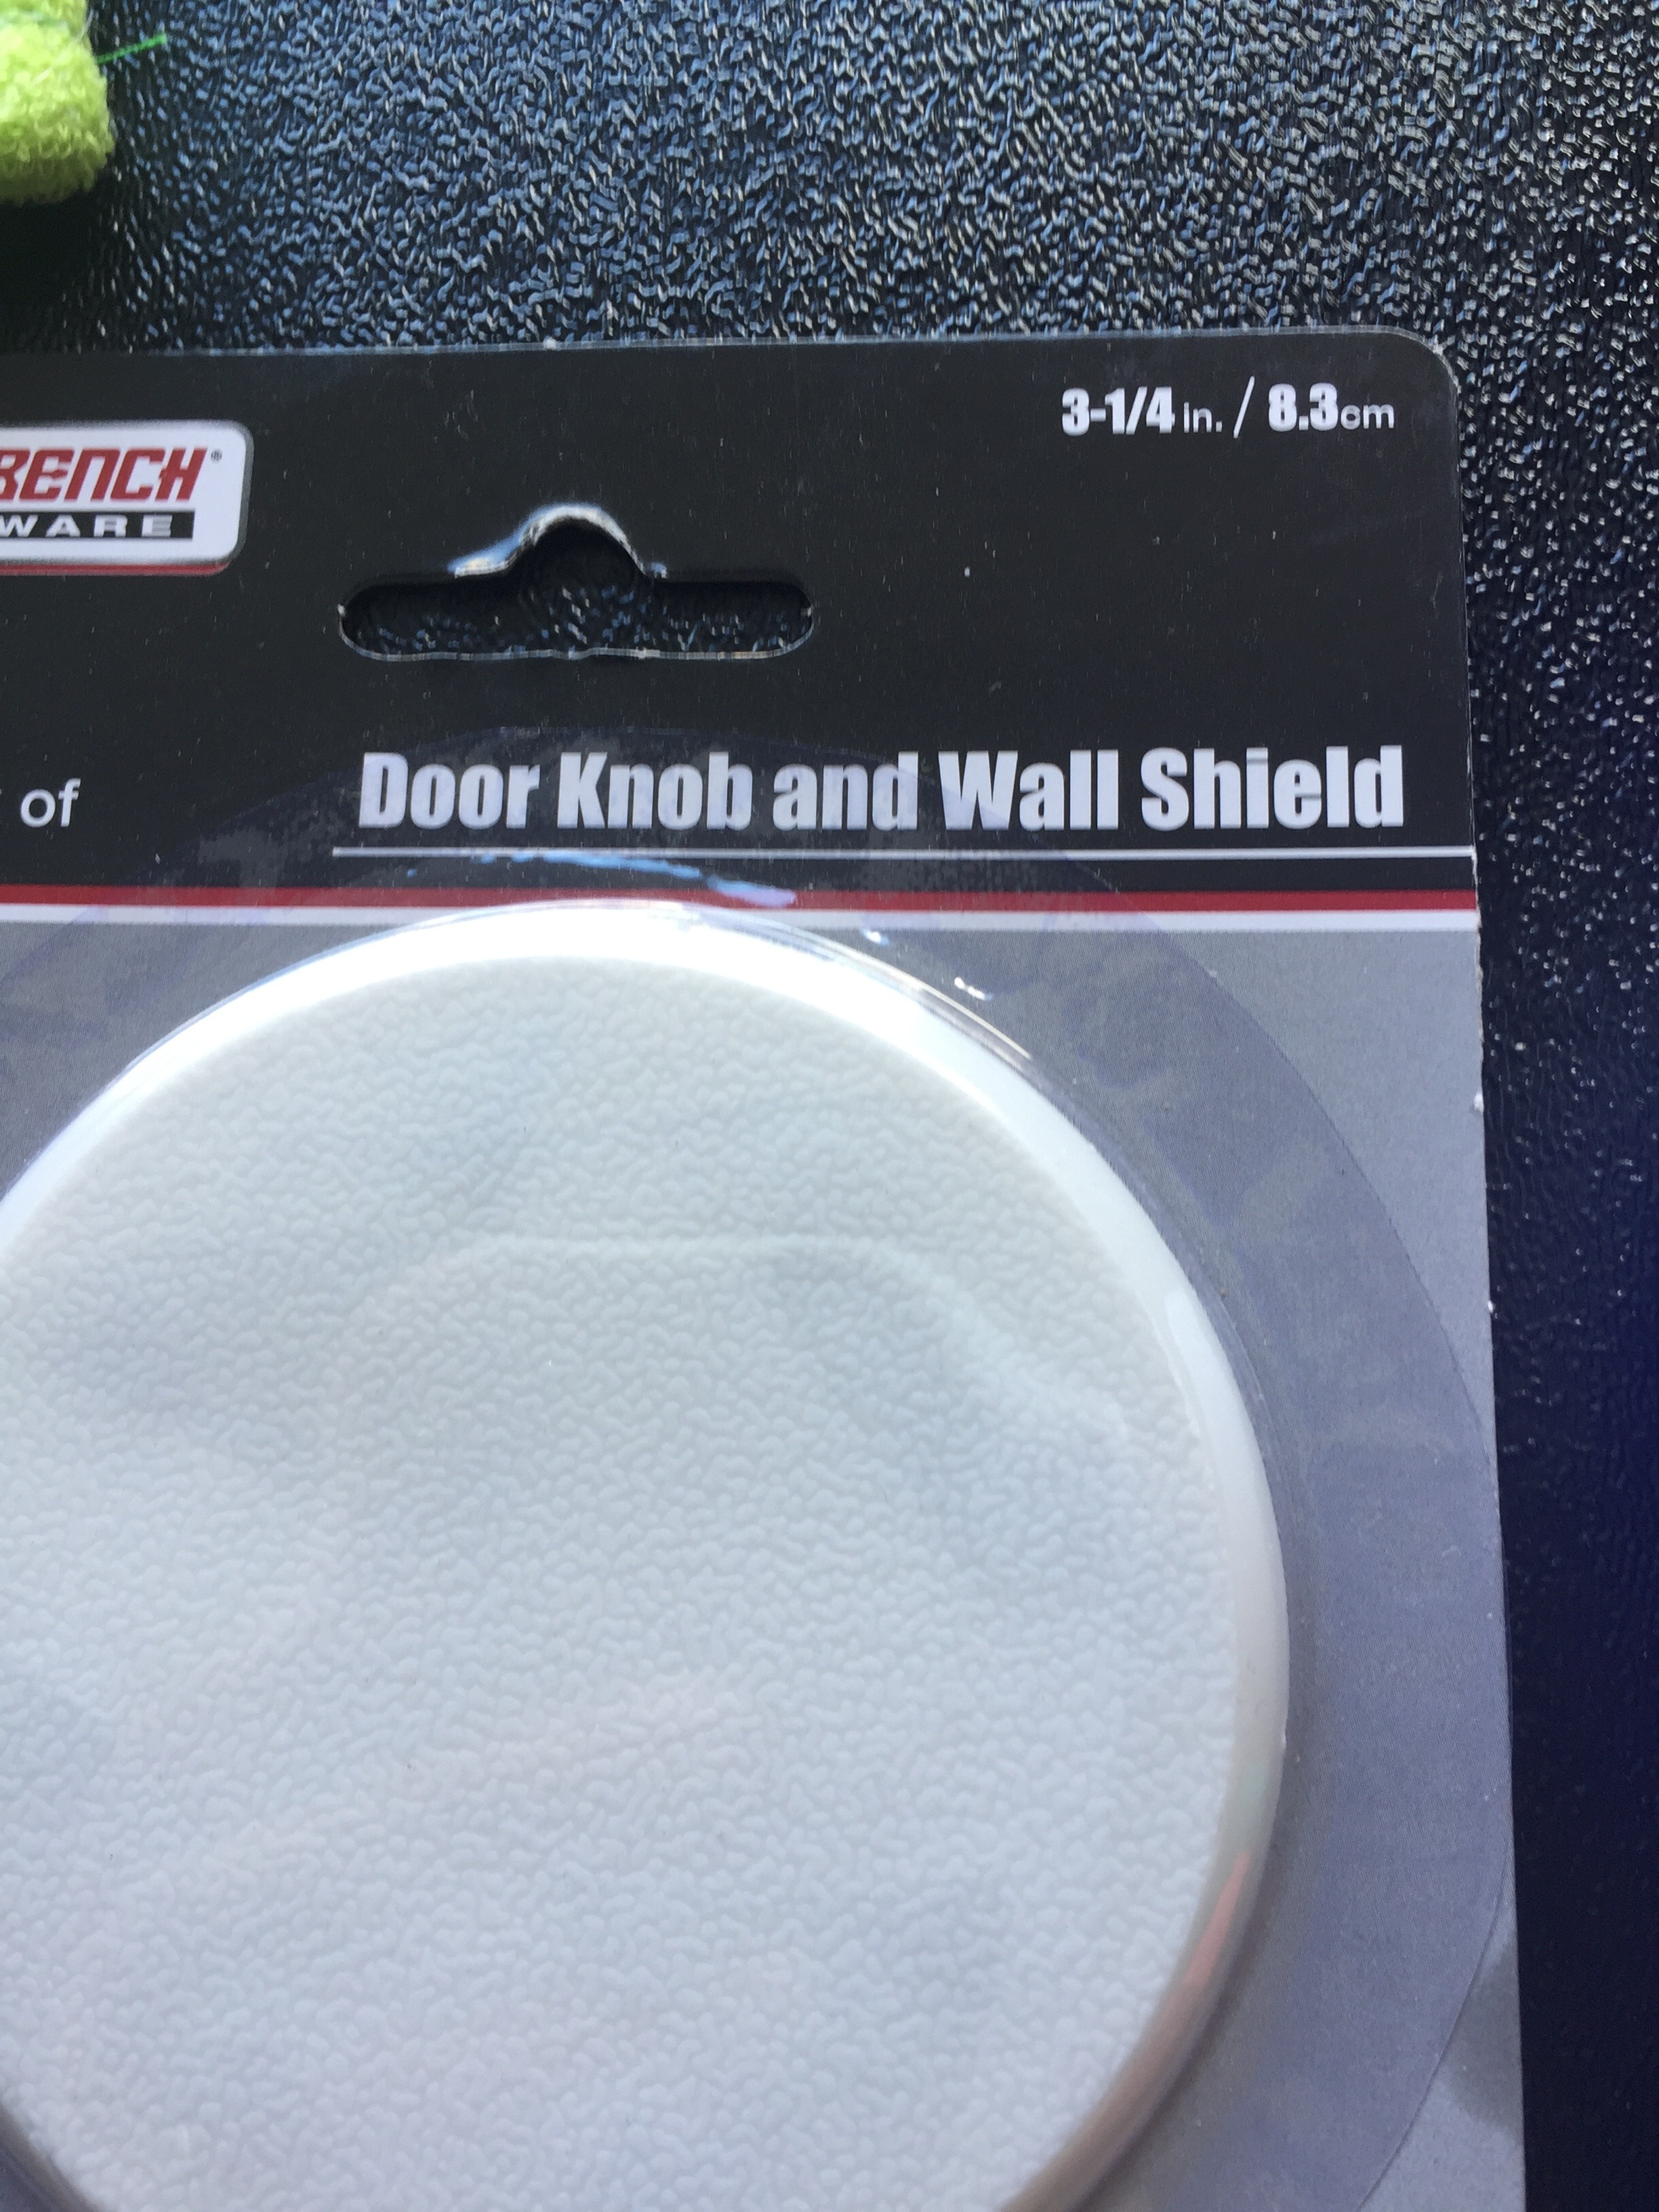 3-1/4 in. / 8.3cm
BENCH®
WARE
of
Door Knob and Wall Shield